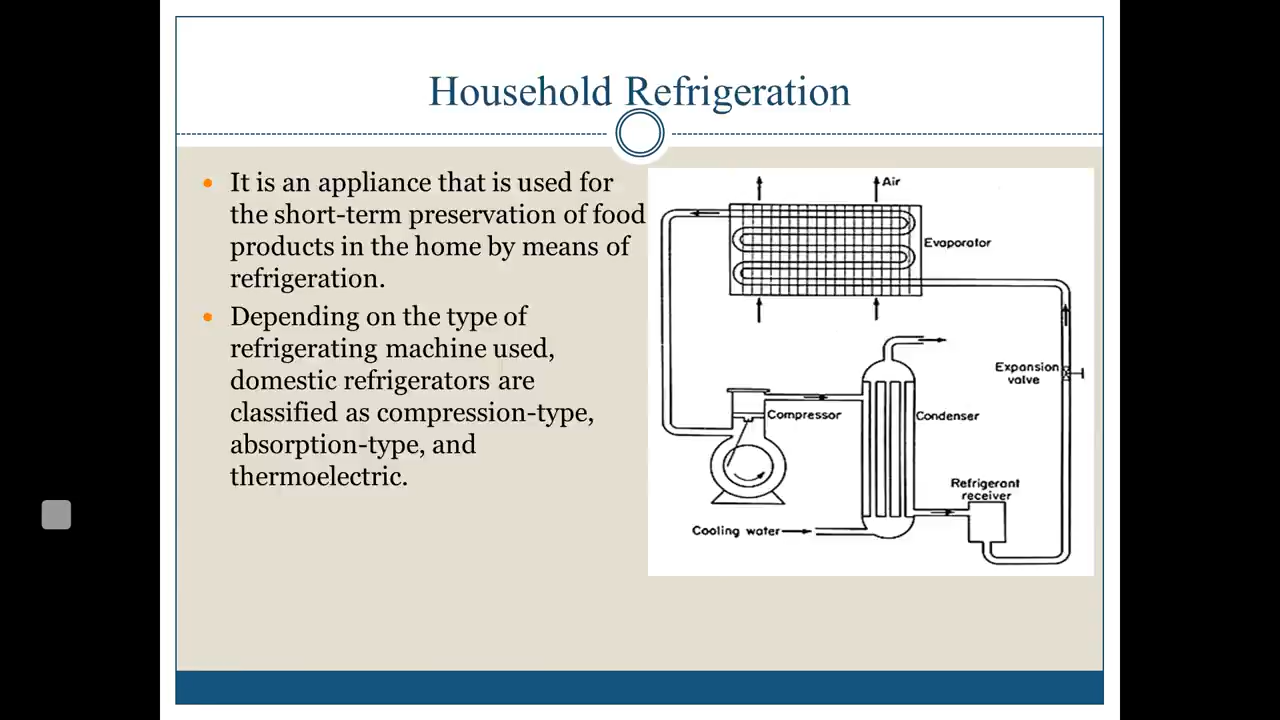 Household Refrigeration
It is an appliance that is used for
the short-term preservation of food
products in the home by means of
refrigeration.
Depending on the type of
refrigerating machine used,
domestic refrigerators are
classified as compression-type,
absorption-type, and
thermoelectric.
Air
Evaporator
Expansion
valve
Compressor
Condenser
Refrigerant
receiver
Cooling water